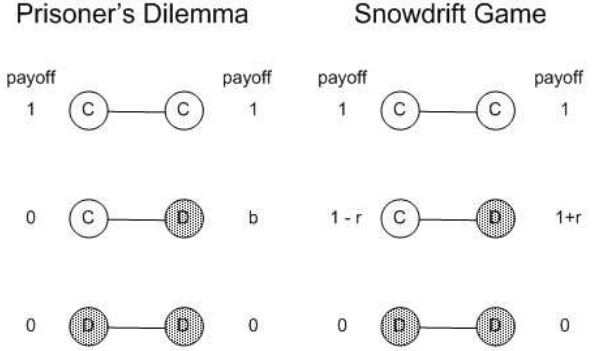 Prisoner's Dilemma Snowdrift Game
payoff payoff payoff payoff
1 C C 1 1 C C 1
0 C D b 1 - r C D 1+r
0 D D 0 0 D D 0